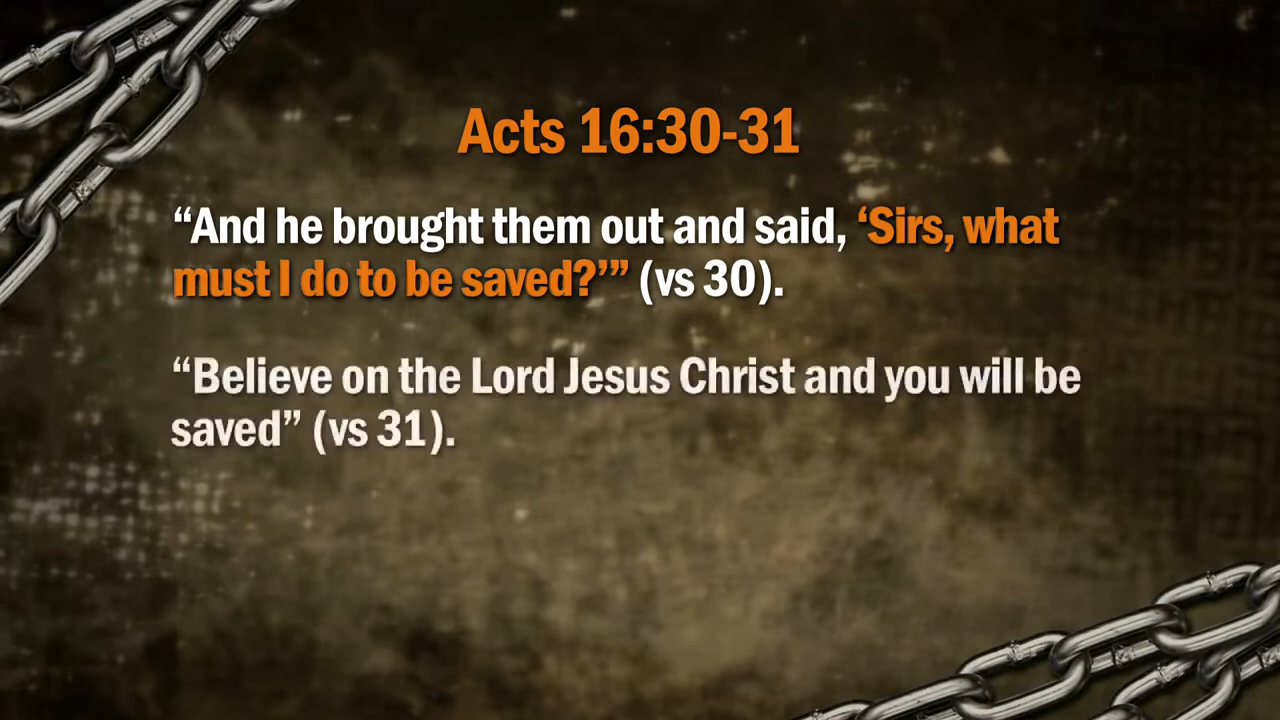 Acts 16:30-31
“And he brought them out and said, ‘Sirs, what
must I do to be saved?’” (vs 30).
“Believe on the Lord Jesus Christ and you will be
saved” (vs 31).